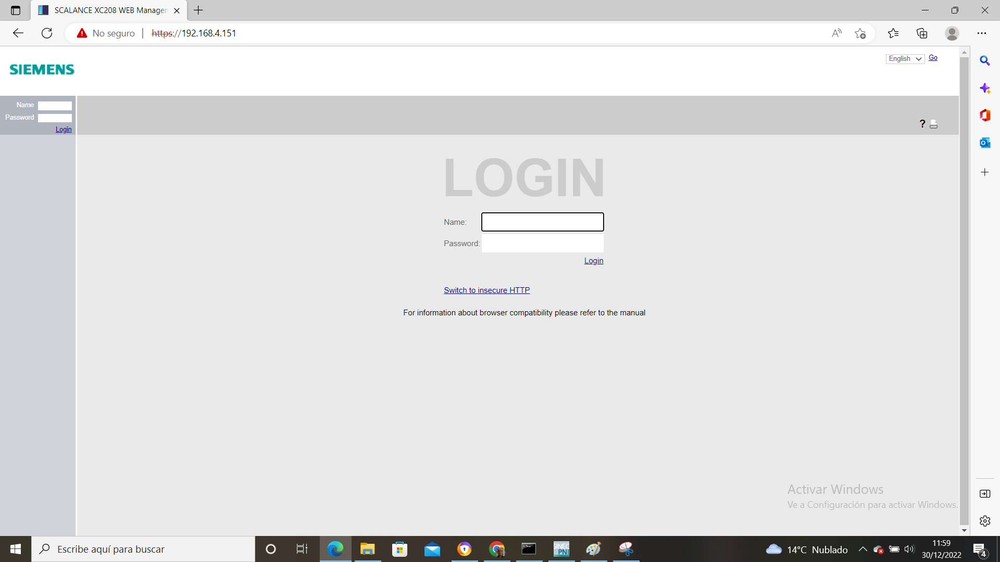 SCALANCE XC208 WEB Manager
No seguro
https://192.168.4.151
SIEMENS
English
Go
Name
Password
Login
?
LOGIN
Name:
Password:
Login
Switch to insecure HTTP
For information about browser compatibility please refer to the manual
Activar Windows
Ve a Configuración para activar Windows.
Escribe aquí para buscar
SINEC
PNI
14°C Nublado
11:59
30/12/2022
4